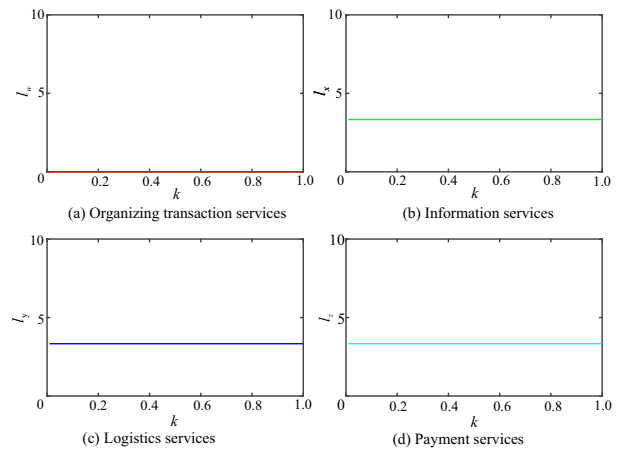 10
5
0
l_w
0.2 0.4 0.6 0.8 1.0
k
(a) Organizing transaction services
10
5
0
l_x
0.2 0.4 0.6 0.8 1.0
k
(b) Information services
10
5
0
l_y
0.2 0.4 0.6 0.8 1.0
k
(c) Logistics services
10
5
0
l_z
0.2 0.4 0.6 0.8 1.0
k
(d) Payment services